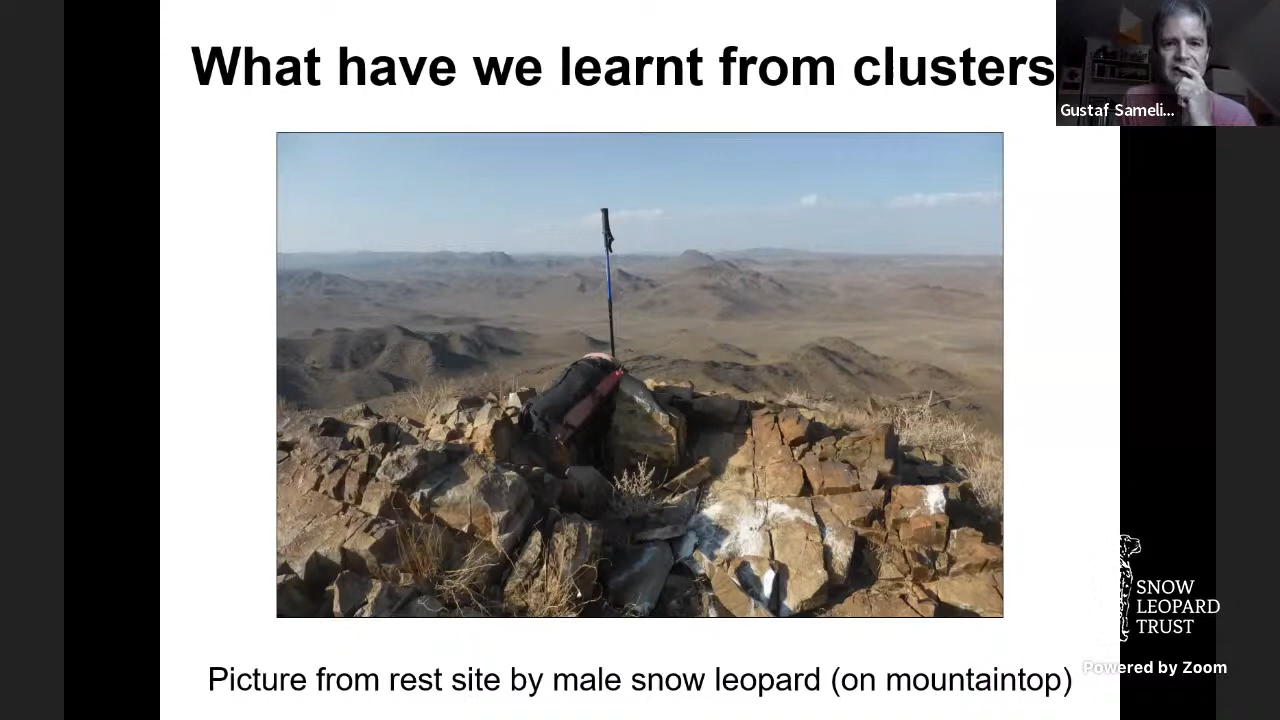 What have we learnt from clusters
Gustaf Sameli...
SNOW
LEOPARD
TRUST
Powered by Zoom
Picture from rest site by male snow leopard (on mountaintop)